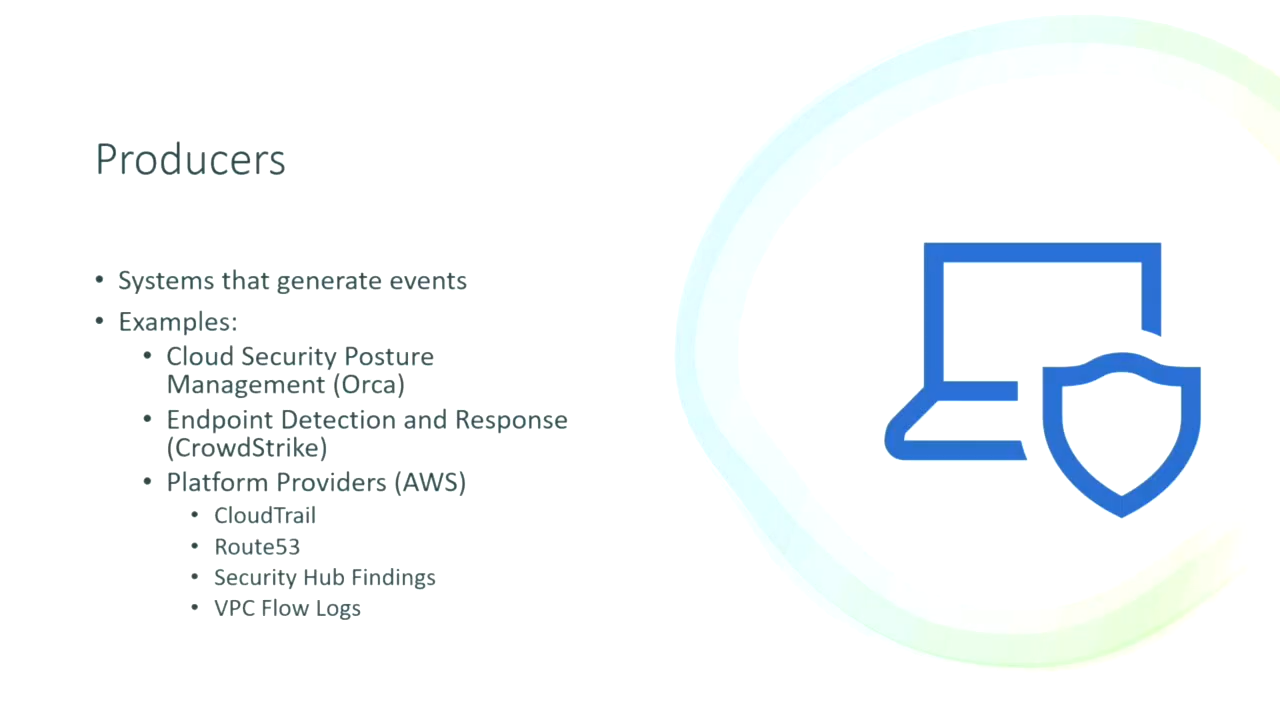 Producers
• Systems that generate events
• Examples:
• Cloud Security Posture
Management (Orca)
• Endpoint Detection and Response
(CrowdStrike)
• Platform Providers (AWS)
• CloudTrail
• Route53
• Security Hub Findings
• VPC Flow Logs